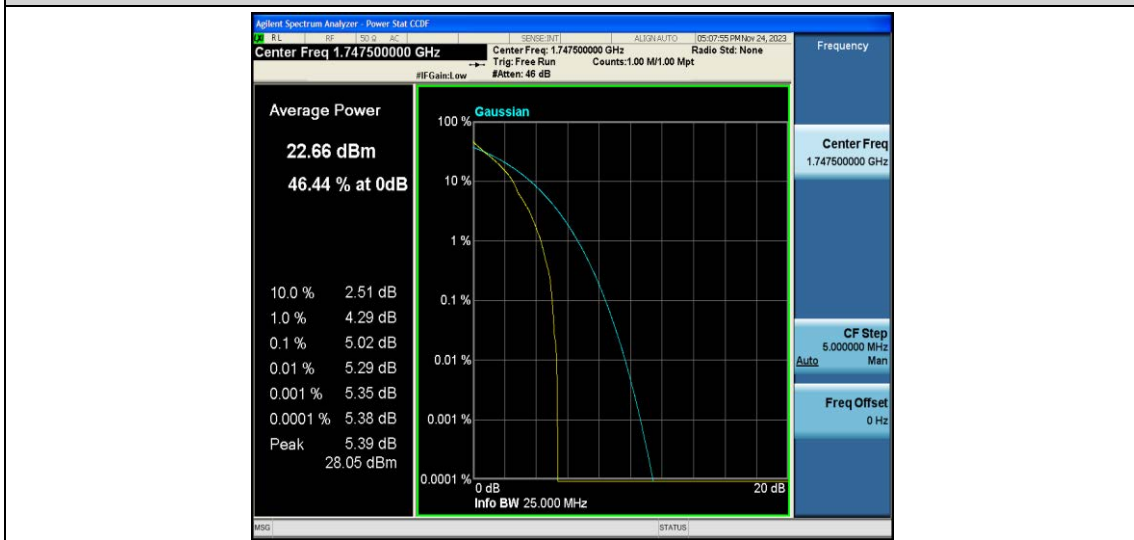 Agilent Spectrum Analyzer - Power Stat CCDF
RL RF 50 Ω AC SENSE:INT ALIGN AUTO 05:07:55 PM Nov 24, 2023
Center Freq 1.747500000 GHz
Center Freq: 1.747500000 GHz Radio Std: None
Trig: Free Run Counts:1.00 M/1.00 Mpt
#IFGain:Low #Atten: 46 dB
Frequency
Average Power
22.66 dBm
46.44 % at 0dB
10.0 % 2.51 dB
1.0 % 4.29 dB
0.1 % 5.02 dB
0.01 % 5.29 dB
0.001 % 5.35 dB
0.0001 % 5.38 dB
Peak 5.39 dB
28.05 dBm
Gaussian
100 %
10 %
1 %
0.1 %
0.01 %
0.001 %
0.0001 %
0 dB 20 dB
Info BW 25.000 MHz
Center Freq
1.747500000 GHz
CF Step
5.000000 MHz
Auto Man
Freq Offset
0 Hz
MSG STATUS